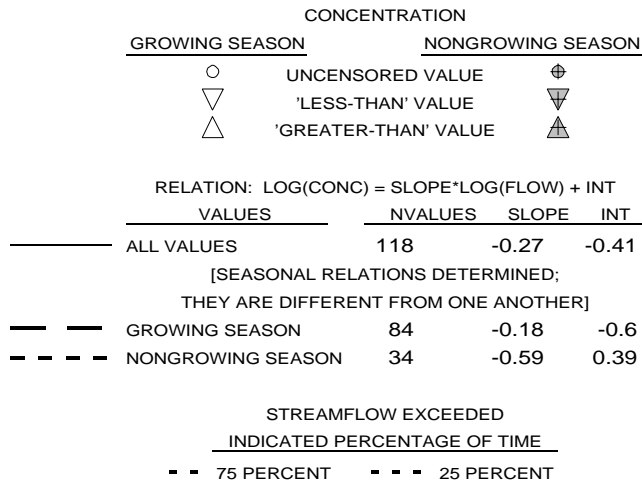 CONCENTRATION
GROWING SEASON NONGROWING SEASON
UNCENSORED VALUE
'LESS-THAN' VALUE
'GREATER-THAN' VALUE
RELATION: LOG(CONC) = SLOPE*LOG(FLOW) + INT
VALUES NVALUES SLOPE INT
ALL VALUES 118 -0.27 -0.41
[SEASONAL RELATIONS DETERMINED;
THEY ARE DIFFERENT FROM ONE ANOTHER]
GROWING SEASON 84 -0.18 -0.6
NONGROWING SEASON 34 -0.59 0.39
STREAMFLOW EXCEEDED
INDICATED PERCENTAGE OF TIME
75 PERCENT 25 PERCENT